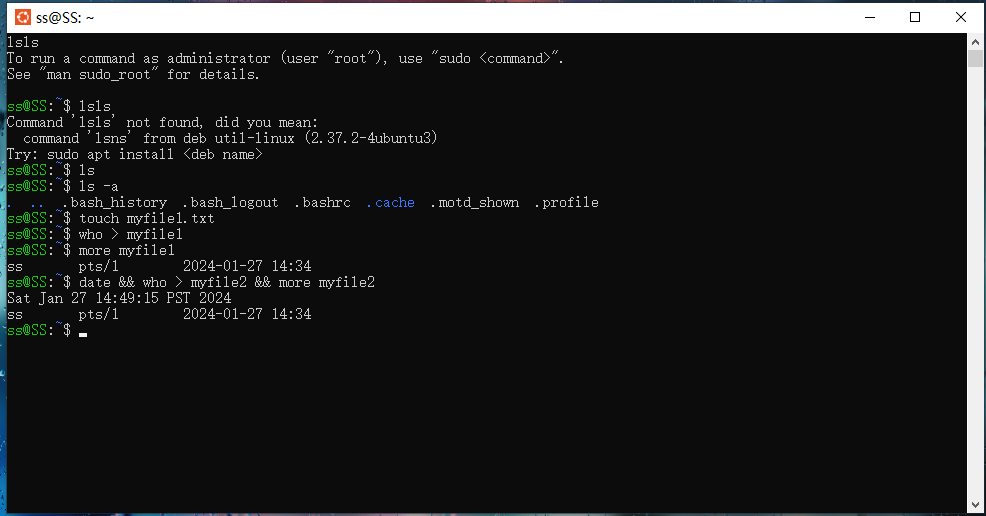 ss@SS: ~
lsls
To run a command as administrator (user "root"), use "sudo <command>".
See "man sudo_root" for details.
ss@SS:~$ lsls
Command 'lsls' not found, did you mean:
  command 'lsns' from deb util-linux (2.37.2-4ubuntu3)
Try: sudo apt install <deb name>
ss@SS:~$ ls
ss@SS:~$ ls -a
.  ..  .bash_history  .bash_logout  .bashrc  .cache  .motd_shown  .profile
ss@SS:~$ touch myfile1.txt
ss@SS:~$ who > myfile1
ss@SS:~$ more myfile1
ss       pts/1        2024-01-27 14:34
ss@SS:~$ date && who > myfile2 && more myfile2
Sat Jan 27 14:49:15 PST 2024
ss       pts/1        2024-01-27 14:34
ss@SS:~$